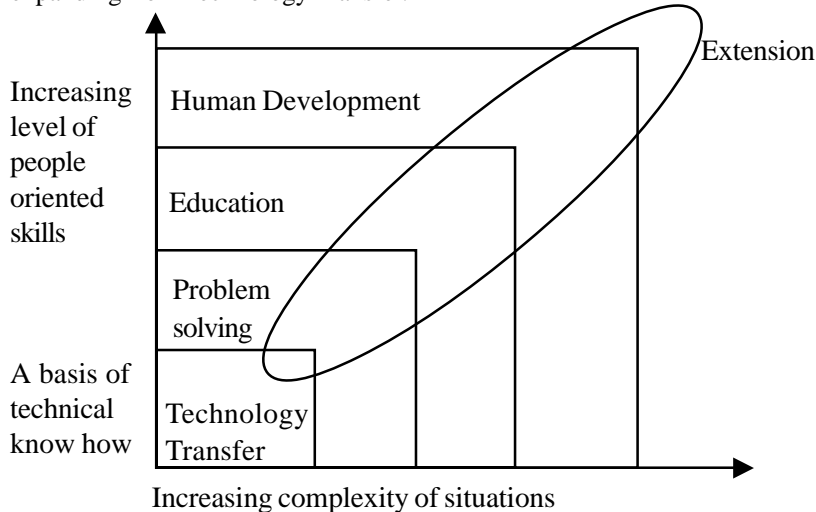 Extension
Increasing
level of
people
oriented
skills
Human Development
Education
Problem
solving
A basis of
technical
know how
Technology
Transfer
Increasing complexity of situations